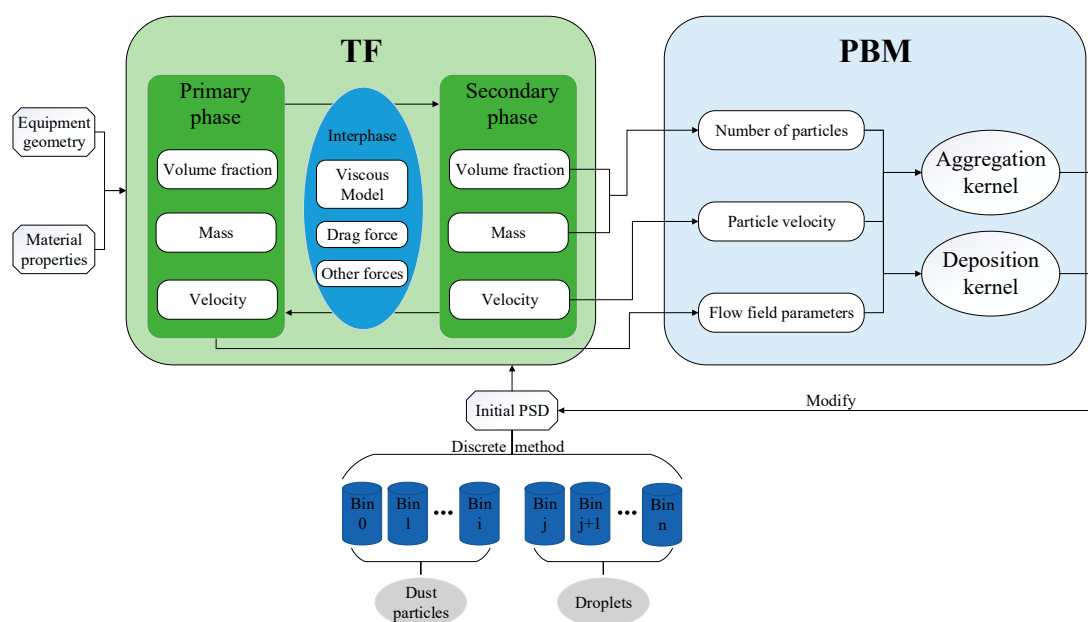 TF
PBM
Equipment
geometry
Material
properties
Primary
phase
Volume fraction
Mass
Velocity
Interphase
Viscous
Model
Drag force
Other forces
Secondary
phase
Volume fraction
Mass
Velocity
Number of particles
Particle velocity
Flow field parameters
Aggregation
kernel
Deposition
kernel
Modify
Initial PSD
Discrete method
Bin
0
Bin
1
...
Bin
i
Bin
j
Bin
j+1
...
Bin
n
Dust
particles
Droplets